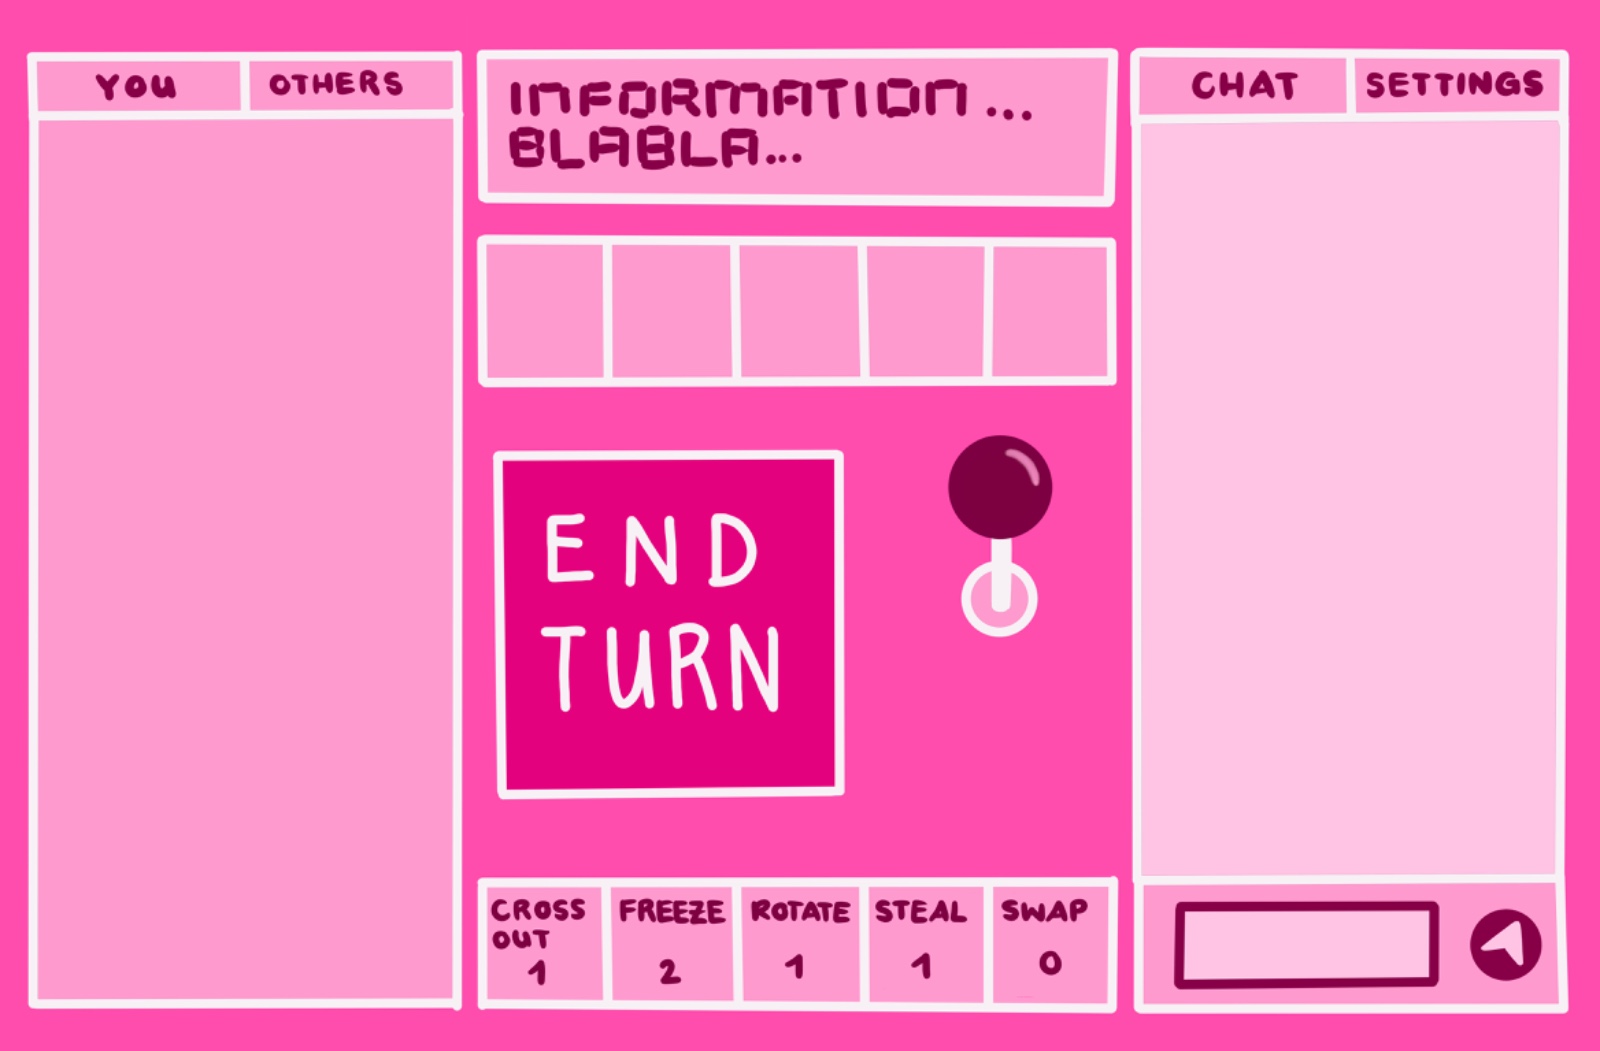 YOU
OTHERS
INFORMATION ...
BLABLA...
CHAT
SETTINGS
END
TURN
CROSS
OUT
1
FREEZE
2
ROTATE
1
STEAL
1
SWAP
0